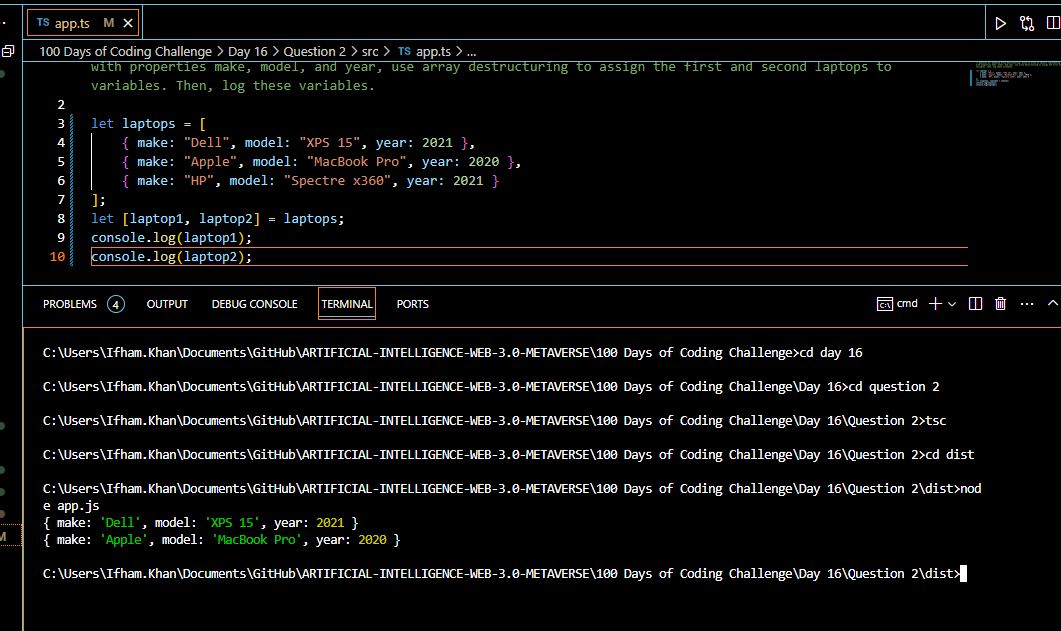 TS app.ts M
100 Days of Coding Challenge > Day 16 > Question 2 > src > TS app.ts > ...
with properties make, model, and year, use array destructuring to assign the first and second laptops to
variables. Then, log these variables.
2
3 let laptops = [
4 { make: "Dell", model: "XPS 15", year: 2021 },
5 { make: "Apple", model: "MacBook Pro", year: 2020 },
6 { make: "HP", model: "Spectre x360", year: 2021 }
7 ];
8 let [laptop1, laptop2] = laptops;
9 console.log(laptop1);
10 console.log(laptop2);
PROBLEMS 4 OUTPUT DEBUG CONSOLE TERMINAL PORTS cmd
C:\Users\Ifham.Khan\Documents\GitHub\ARTIFICIAL-INTELLIGENCE-WEB-3.0-METAVERSE\100 Days of Coding Challenge>cd day 16
C:\Users\Ifham.Khan\Documents\GitHub\ARTIFICIAL-INTELLIGENCE-WEB-3.0-METAVERSE\100 Days of Coding Challenge\Day 16>cd question 2
C:\Users\Ifham.Khan\Documents\GitHub\ARTIFICIAL-INTELLIGENCE-WEB-3.0-METAVERSE\100 Days of Coding Challenge\Day 16\Question 2>tsc
C:\Users\Ifham.Khan\Documents\GitHub\ARTIFICIAL-INTELLIGENCE-WEB-3.0-METAVERSE\100 Days of Coding Challenge\Day 16\Question 2>cd dist
C:\Users\Ifham.Khan\Documents\GitHub\ARTIFICIAL-INTELLIGENCE-WEB-3.0-METAVERSE\100 Days of Coding Challenge\Day 16\Question 2\dist>nod
e app.js
{ make: 'Dell', model: 'XPS 15', year: 2021 }
{ make: 'Apple', model: 'MacBook Pro', year: 2020 }
M
C:\Users\Ifham.Khan\Documents\GitHub\ARTIFICIAL-INTELLIGENCE-WEB-3.0-METAVERSE\100 Days of Coding Challenge\Day 16\Question 2\dist>